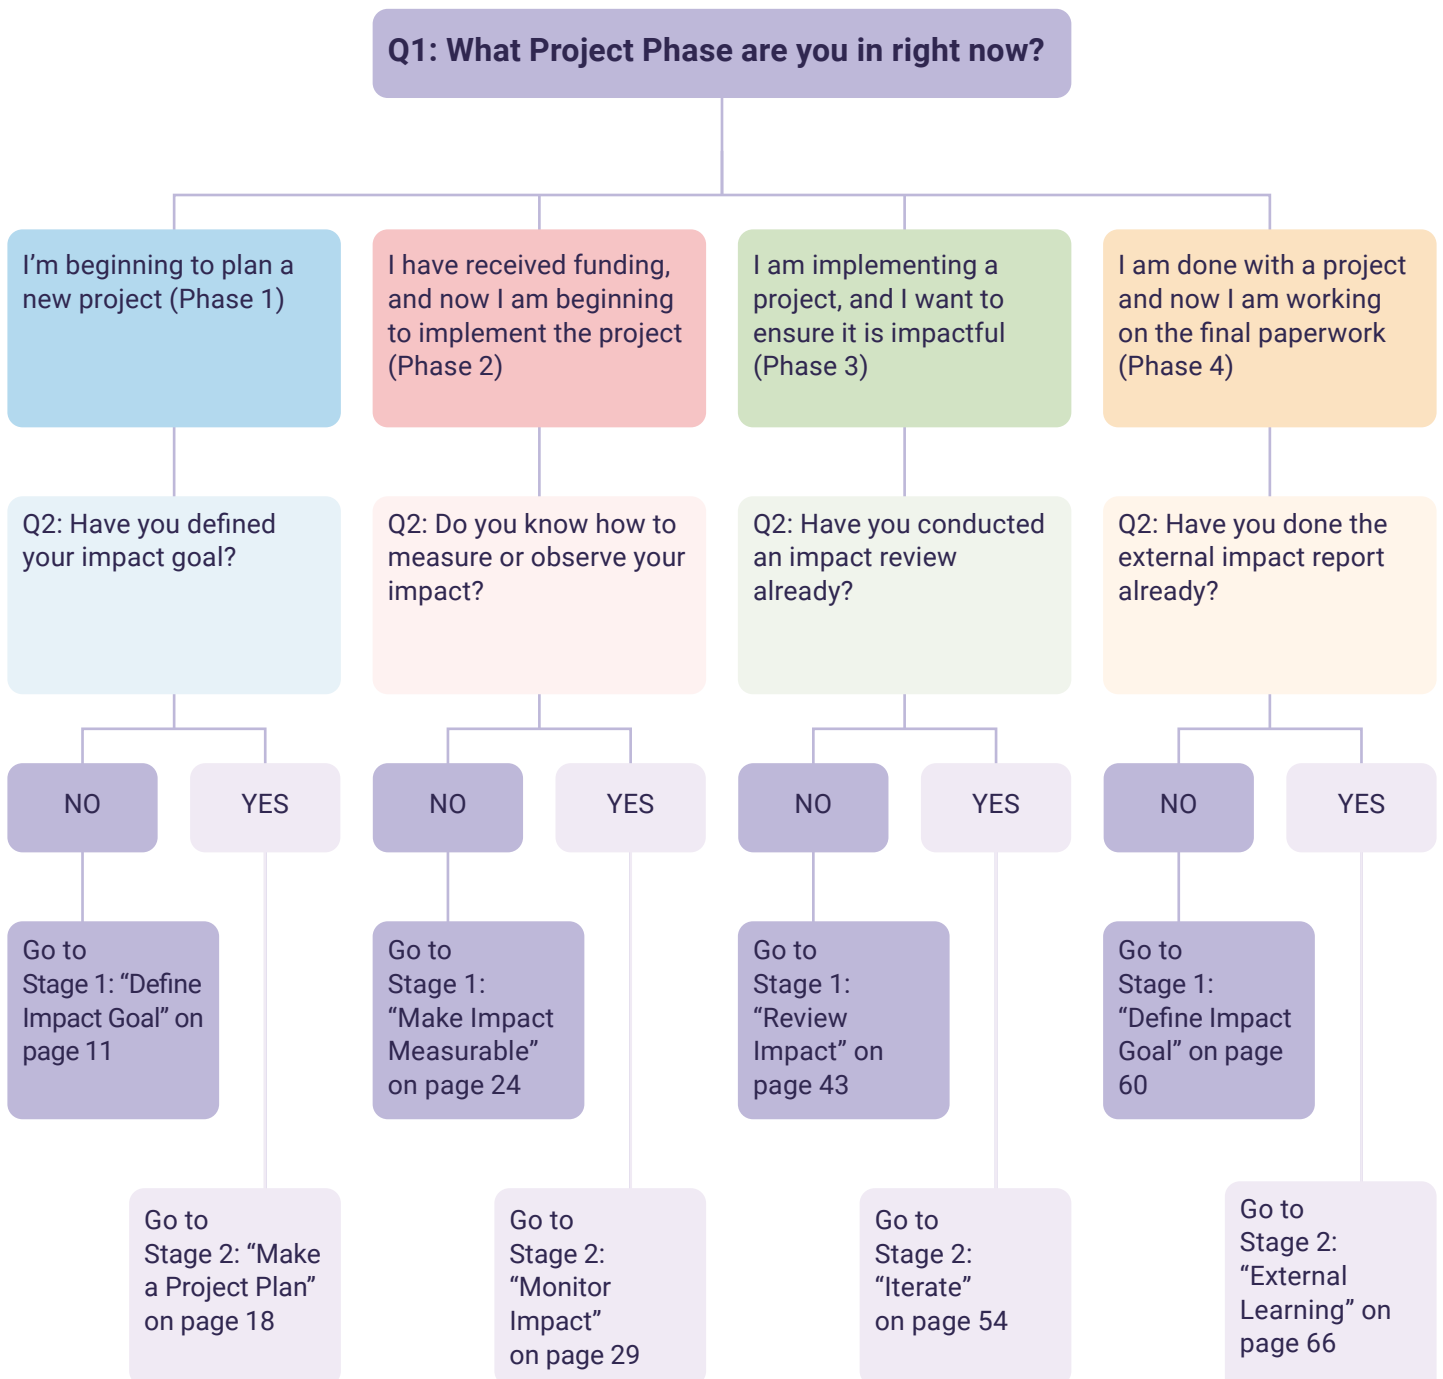 Q1: What Project Phase are you in right now?
I’m beginning to plan a
new project (Phase 1)
I have received funding,
and now I am beginning
to implement the project
(Phase 2)
I am implementing a
project, and I want to
ensure it is impactful
(Phase 3)
I am done with a project
and now I am working
on the final paperwork
(Phase 4)
Q2: Have you defined
your impact goal?
Q2: Do you know how to
measure or observe your
impact?
Q2: Have you conducted
an impact review
already?
Q2: Have you done the
external impact report
already?
NO
YES
NO
YES
NO
YES
NO
YES
Go to
Stage 1: “Define
Impact Goal” on
page 11
Go to
Stage 1:
“Make Impact
Measurable”
on page 24
Go to
Stage 1:
“Review
Impact” on
page 43
Go to
Stage 1:
“Define Impact
Goal” on page
60
Go to
Stage 2: “Make
a Project Plan”
on page 18
Go to
Stage 2:
“Monitor
Impact”
on page 29
Go to
Stage 2:
“Iterate”
on page 54
Go to
Stage 2:
“External
Learning” on
page 66